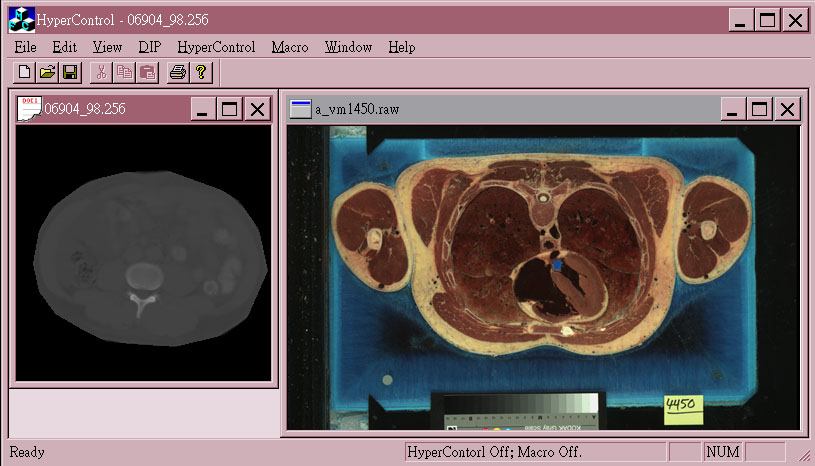 HyperControl - 06904_98.256
File Edit View DIP HyperControl Macro Window Help
DOC1
06904_98.256
a_vm1450.raw
4450
KODAK Gray Scale
Ready
HyperContorl Off; Macro Off.
NUM